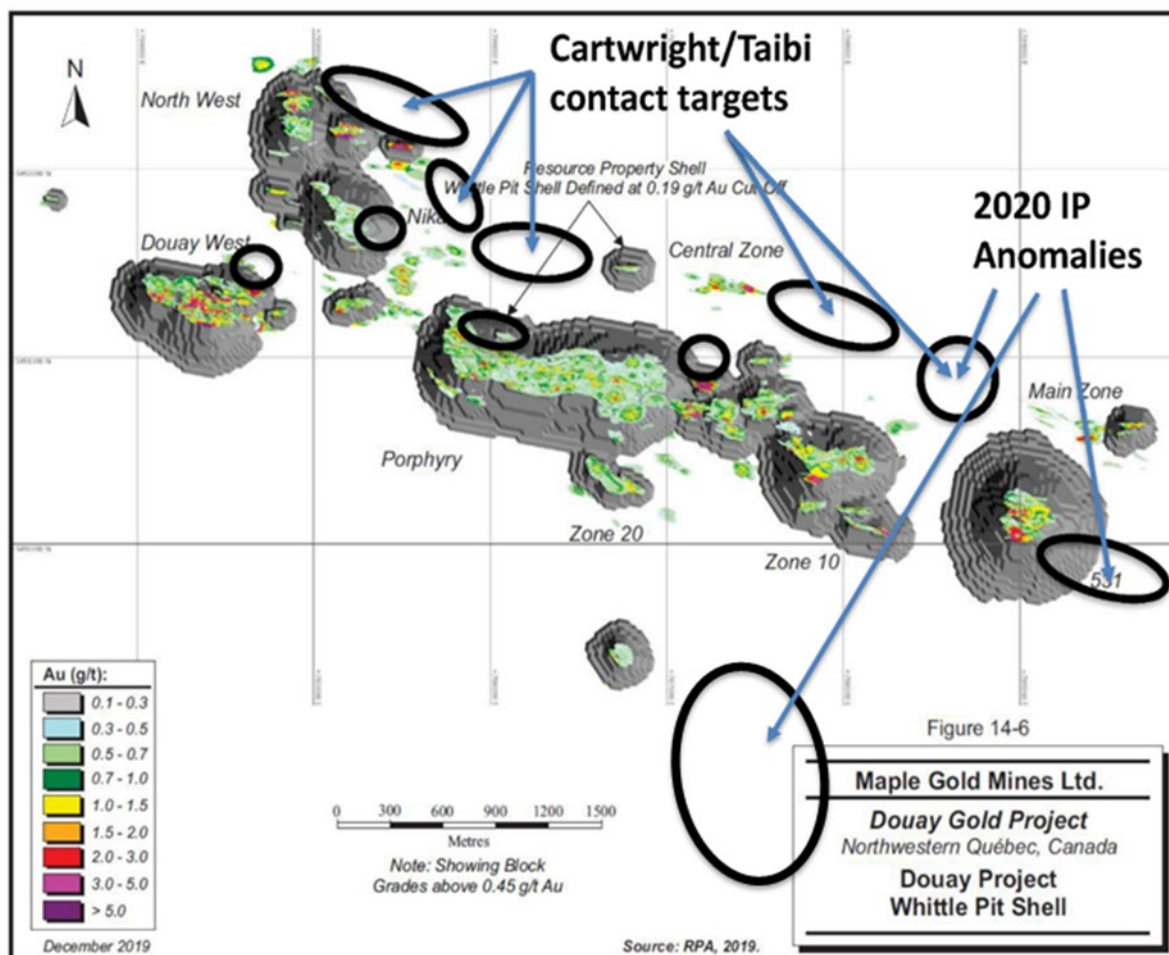 Cartwright/Taibi
contact targets
N
North West
Resource Property Shell
Whittle Pit Shell Defined at 0.19 g/t Au Cut Off
2020 IP
Anomalies
Nika
Douay West
Central Zone
Main Zone
Porphyry
Zone 20
Zone 10
531
Au (g/t):
0.1 - 0.3
0.3 - 0.5
0.5 - 0.7
0.7 - 1.0
1.0 - 1.5
1.5 - 2.0
2.0 - 3.0
3.0 - 5.0
> 5.0
December 2019
0 300 600 900 1200 1500
Metres
Note: Showing Block
Grades above 0.45 g/t Au
Source: RPA, 2019.
Figure 14-6
Maple Gold Mines Ltd.
Douay Gold Project
Northwestern Québec, Canada
Douay Project
Whittle Pit Shell